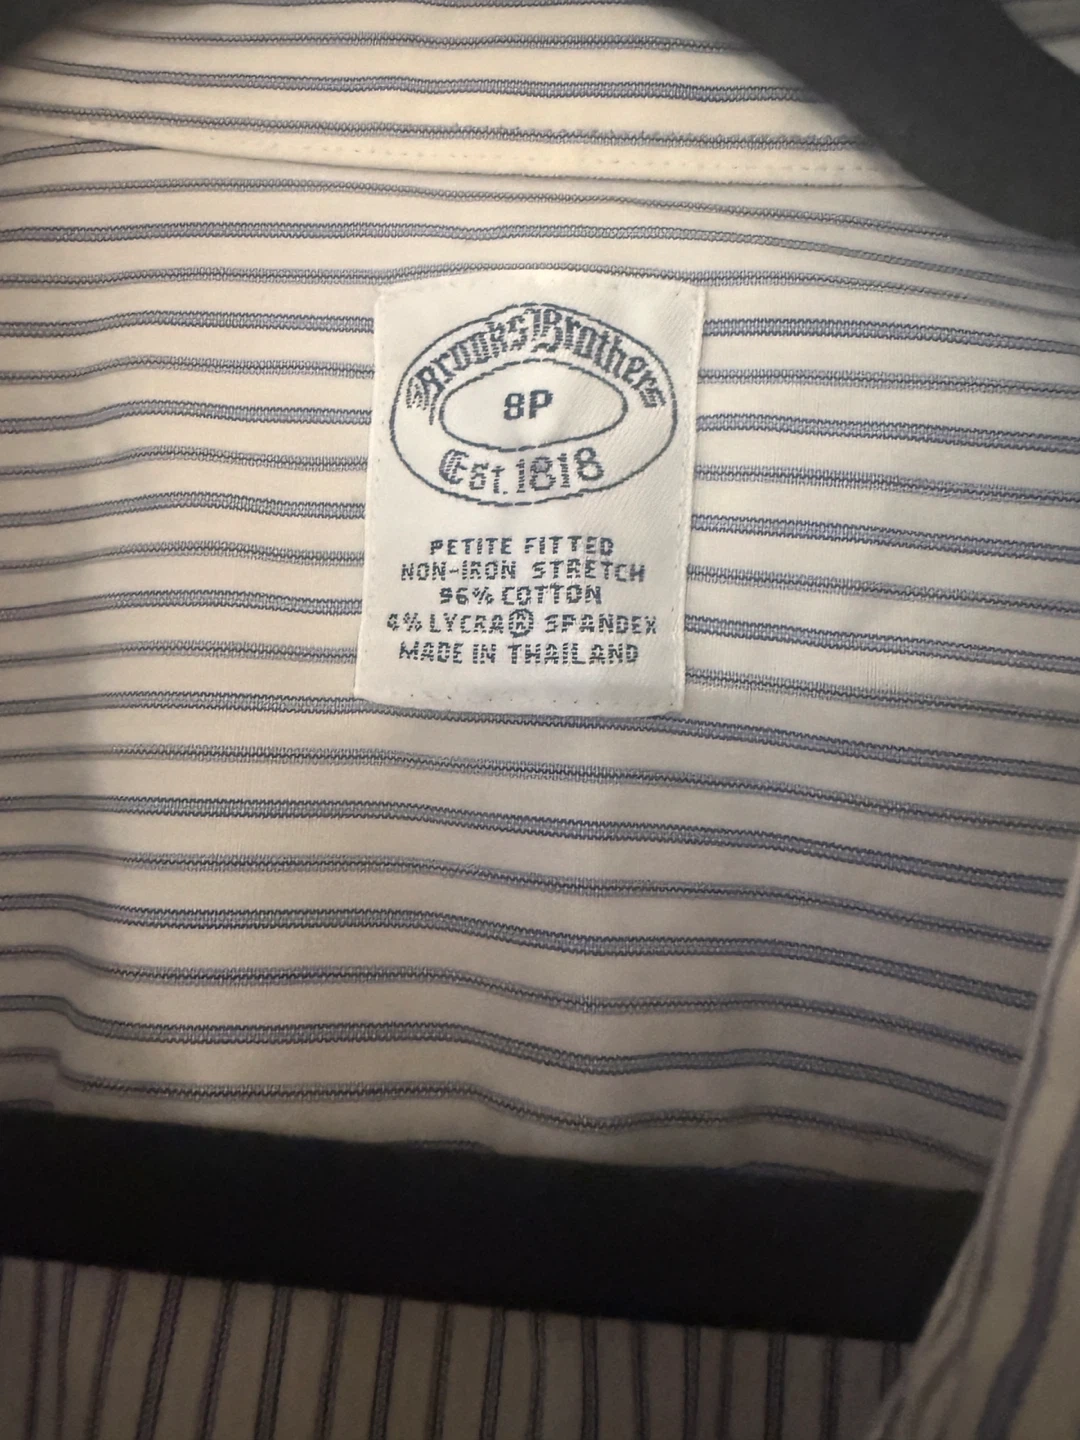 Brooks Brothers
8P
Est. 1818
PETITE FITTED
NON-IRON STRETCH
96% COTTON
4% LYCRA® SPANDEX
MADE IN THAILAND